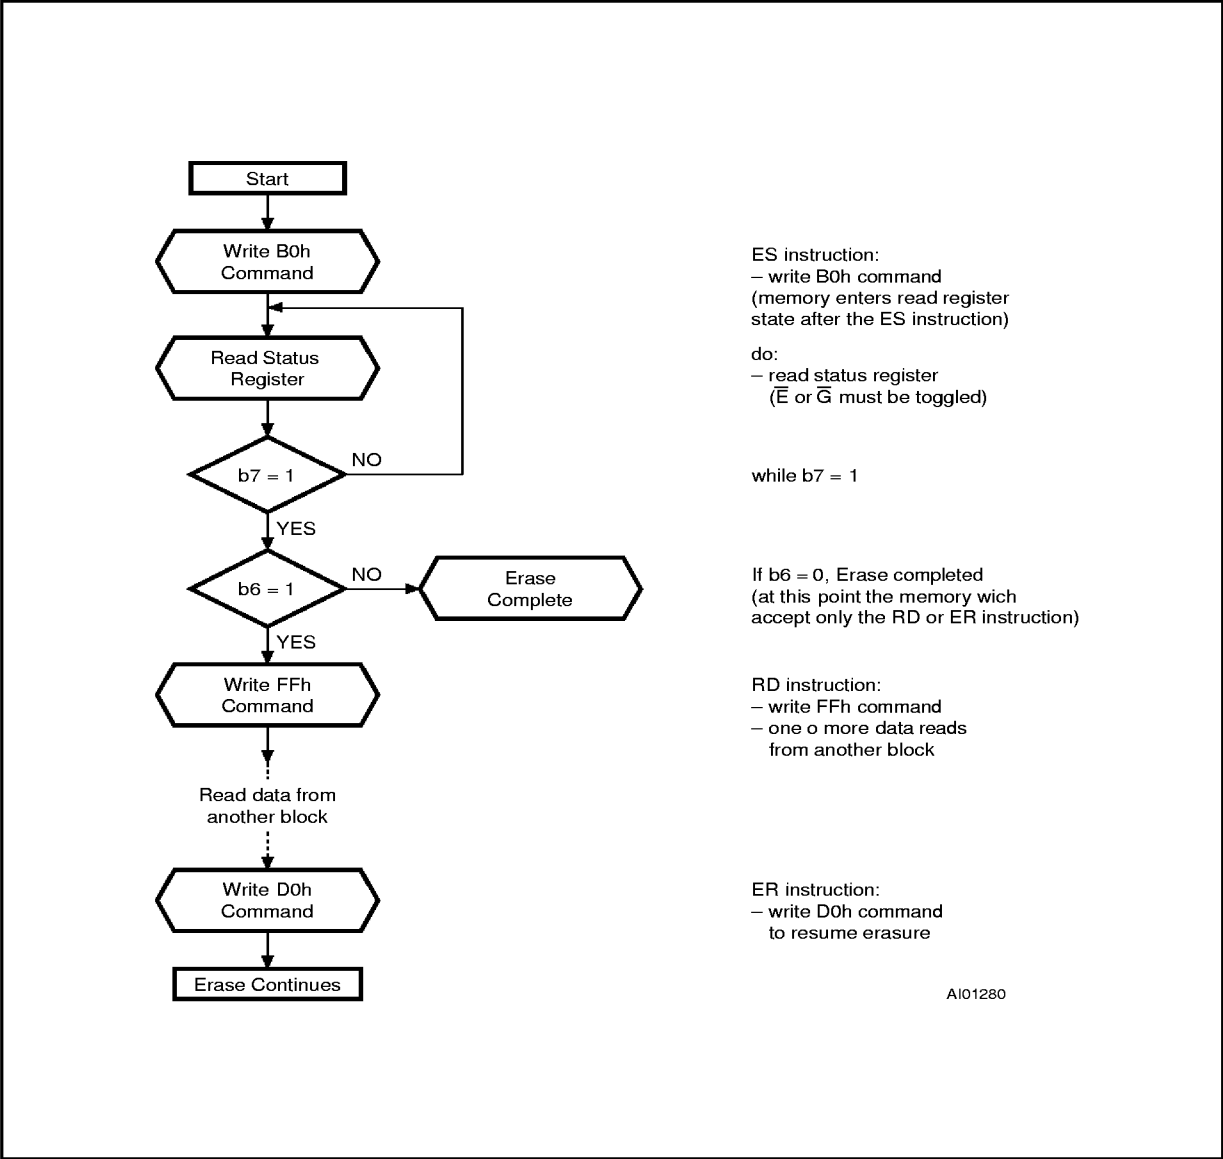 Start
Write B0h
Command
ES instruction:
– write B0h command
(memory enters read register
state after the ES instruction)
Read Status
Register
do:
– read status register
(E̅ or G̅ must be toggled)
b7 = 1
NO
while b7 = 1
YES
b6 = 1
NO
Erase
Complete
If b6 = 0, Erase completed
(at this point the memory wich
accept only the RD or ER instruction)
YES
Write FFh
Command
RD instruction:
– write FFh command
– one o more data reads
from another block
Read data from
another block
Write D0h
Command
ER instruction:
– write D0h command
to resume erasure
Erase Continues
AI01280